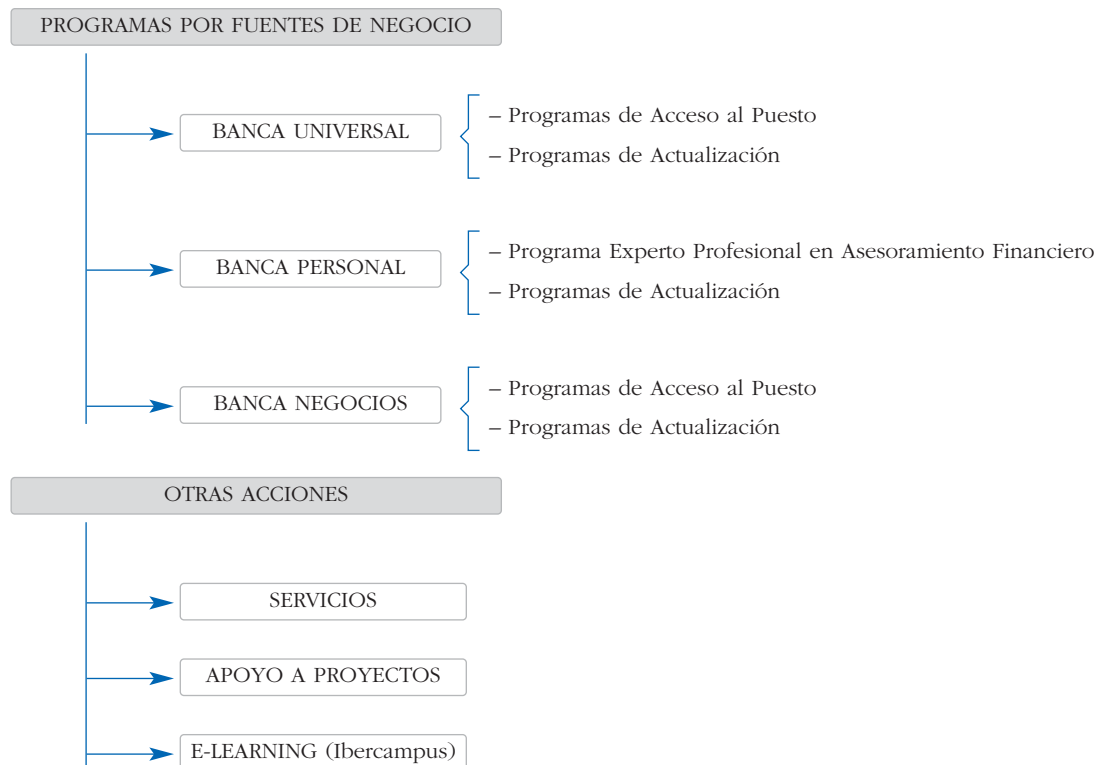 PROGRAMAS POR FUENTES DE NEGOCIO
BANCA UNIVERSAL
– Programas de Acceso al Puesto
– Programas de Actualización
BANCA PERSONAL
– Programa Experto Profesional en Asesoramiento Financiero
– Programas de Actualización
BANCA NEGOCIOS
– Programas de Acceso al Puesto
– Programas de Actualización
OTRAS ACCIONES
SERVICIOS
APOYO A PROYECTOS
E-LEARNING (Ibercampus)